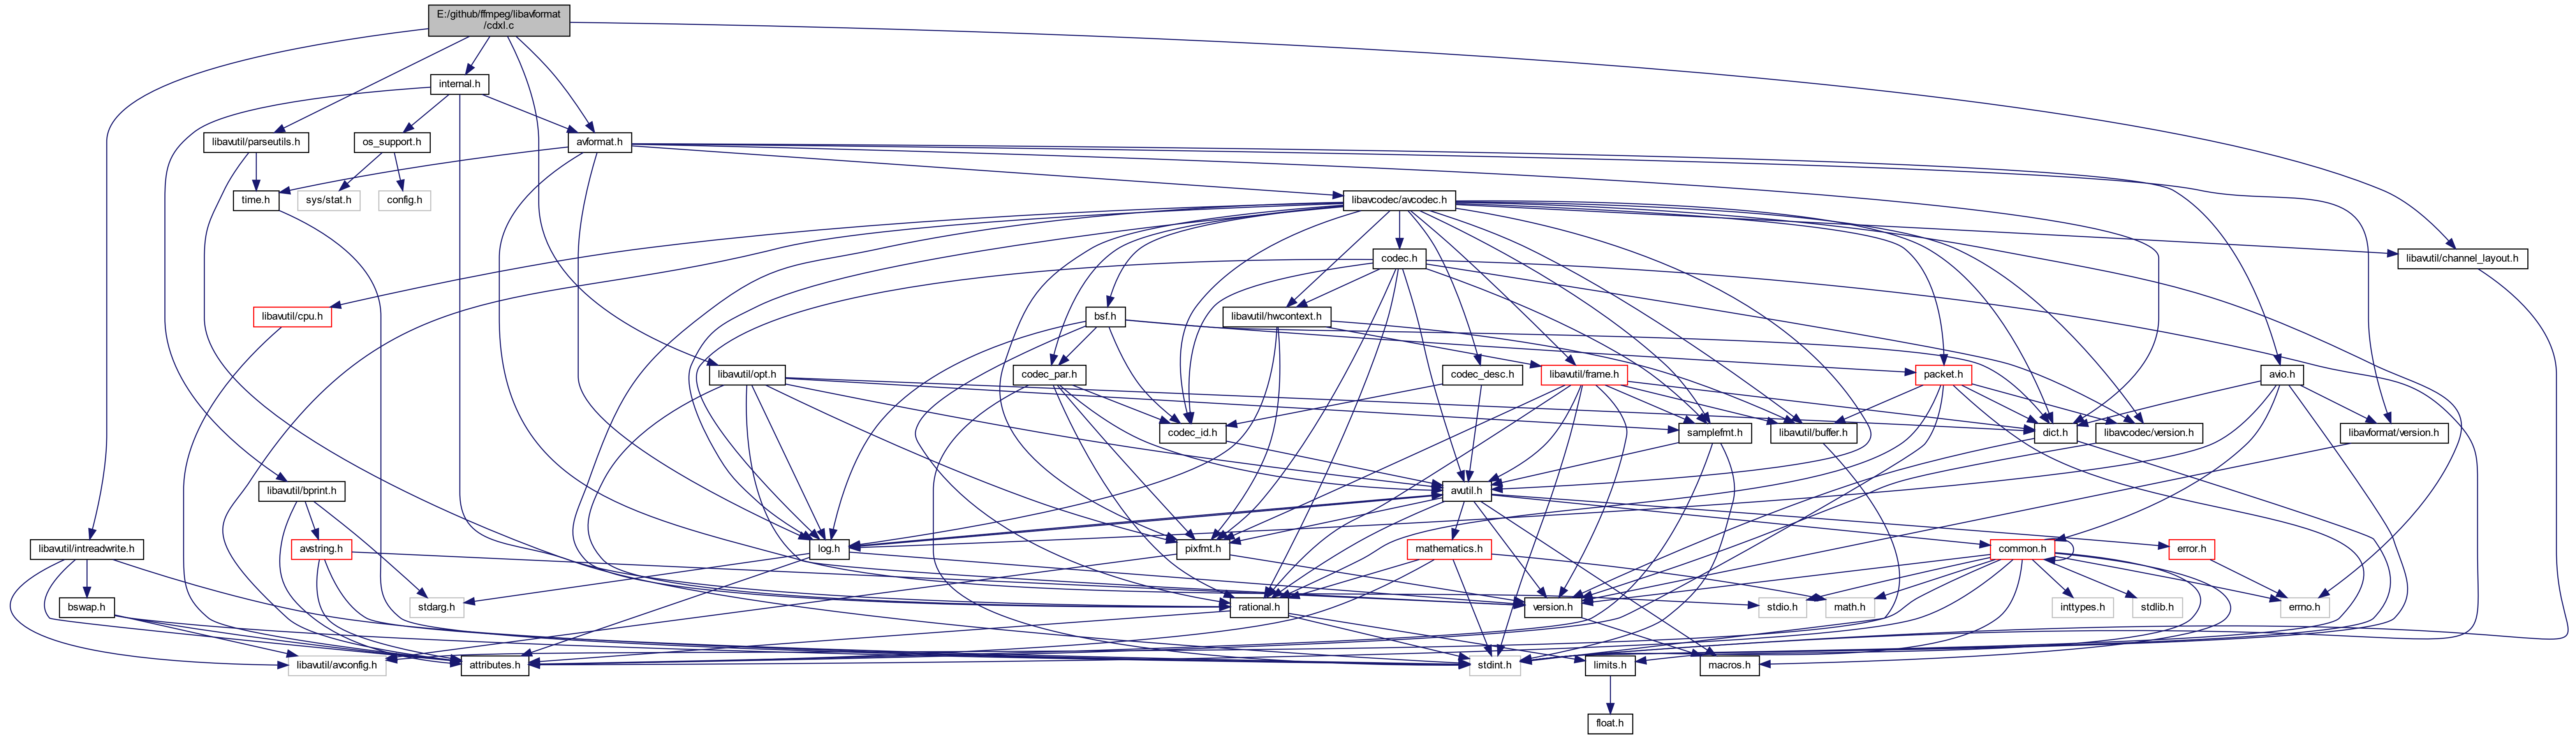 E:/github/ffmpeg/libavformat
/cdxl.c
internal.h
libavutil/parseutils.h
os_support.h
avformat.h
time.h
sys/stat.h
config.h
libavcodec/avcodec.h
codec.h
libavutil/channel_layout.h
libavutil/cpu.h
bsf.h
libavutil/hwcontext.h
libavutil/opt.h
codec_par.h
codec_desc.h
libavutil/frame.h
packet.h
avio.h
codec_id.h
samplefmt.h
libavutil/buffer.h
dict.h
libavcodec/version.h
libavformat/version.h
libavutil/bprint.h
avutil.h
libavutil/intreadwrite.h
avstring.h
log.h
pixfmt.h
mathematics.h
common.h
error.h
bswap.h
stdarg.h
rational.h
version.h
stdio.h
math.h
inttypes.h
stdlib.h
errno.h
libavutil/avconfig.h
attributes.h
stdint.h
limits.h
macros.h
float.h